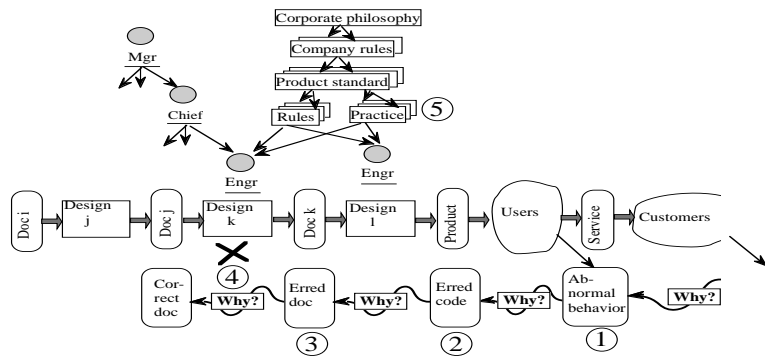 Corporate philosophy
Company rules
Mgr
Product standard
Chief
Rules
Practice
⑤
Engr
Engr
Doc i
Design
j
Doc j
Design
k
Doc k
Design
l
Product
Users
Service
Customers
④
Cor-
rect
doc
Why?
Erred
doc
Why?
Erred
code
Why?
Ab-
normal
behavior
Why?
③
②
①